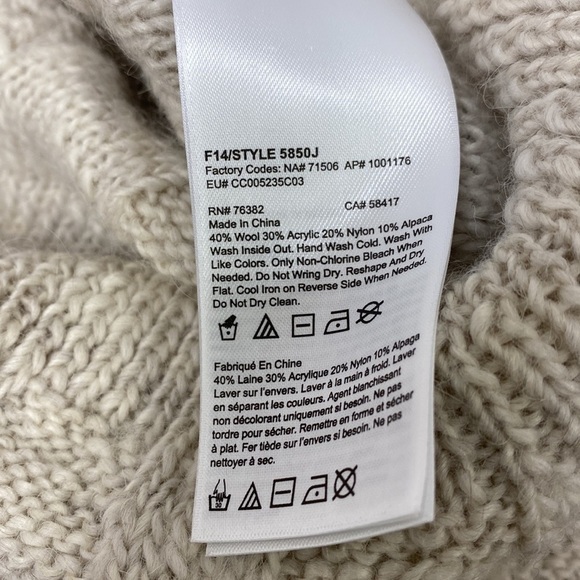 F14/STYLE 5850J
Factory Codes: NA# 71506 AP# 1001176
EU# CC005235C03
RN# 76382 CA# 58417
Made In China
40% Wool 30% Acrylic 20% Nylon 10% Alpaca
Wash Inside Out. Hand Wash Cold. Wash With
Like Colors. Only Non-Chlorine Bleach When
Needed. Do Not Wring Dry. Reshape And Dry
Flat. Cool Iron on Reverse Side When Needed.
Do Not Dry Clean.
Fabriqué En Chine
40% Laine 30% Acrylique 20% Nylon 10% Alpaga
Laver sur l'envers. Laver à la main à froid. Laver
en séparant les couleurs. Agent blanchissant
non décolorant uniquement si besoin. Ne pas
tordre pour sécher. Remettre en forme et sécher
à plat. Fer tiède sur l'envers si besoin. Ne pas
nettoyer à sec.
30